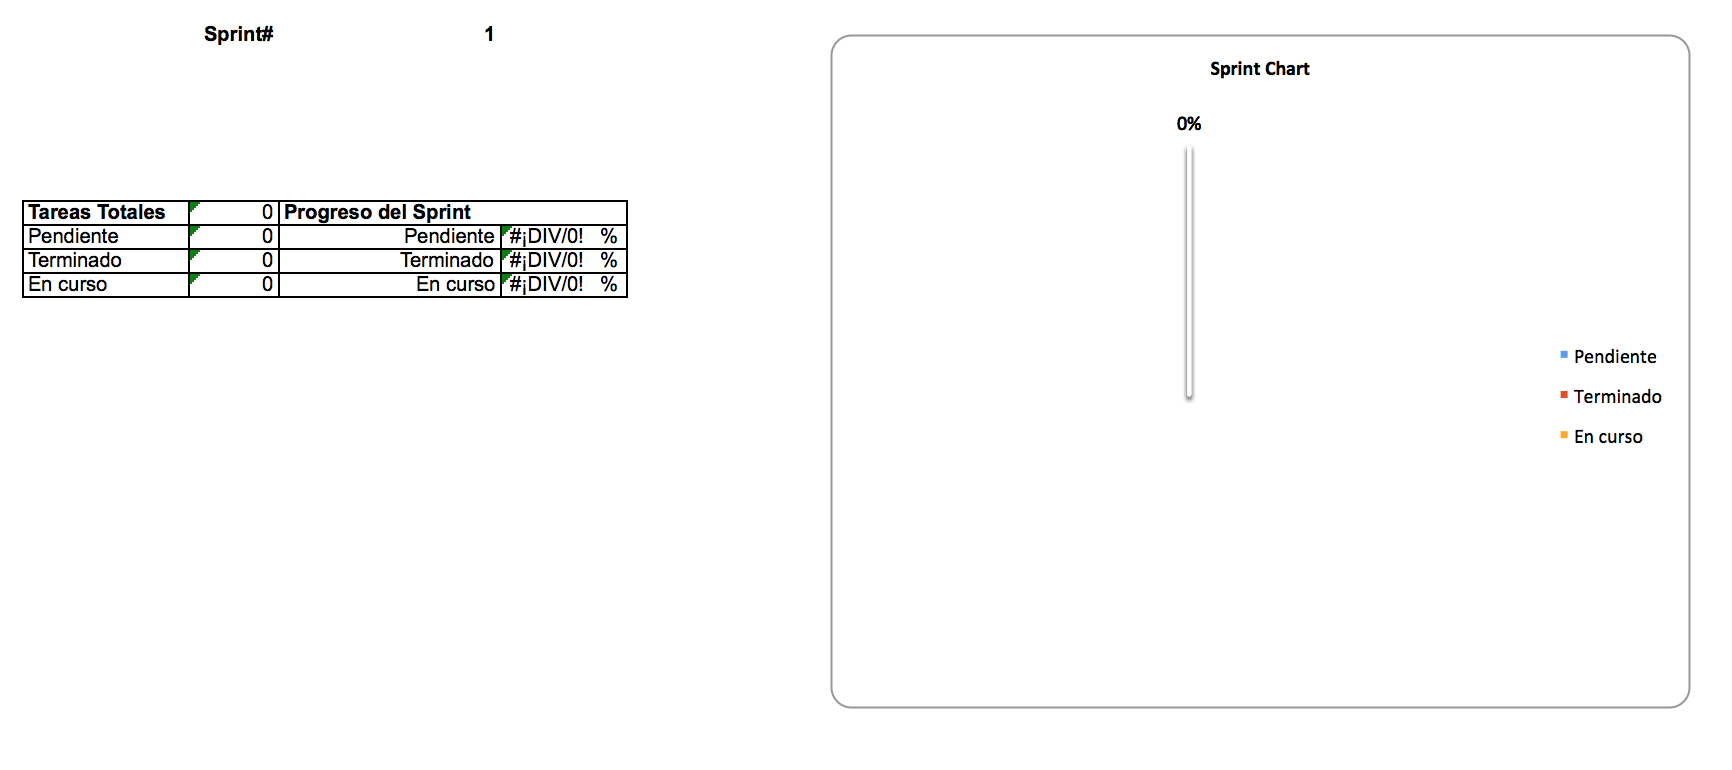 Sprint# 1
Tareas Totales 0 Progreso del Sprint
Pendiente 0 Pendiente #¡DIV/0! %
Terminado 0 Terminado #¡DIV/0! %
En curso 0 En curso #¡DIV/0! %
Sprint Chart
0%
Pendiente
Terminado
En curso